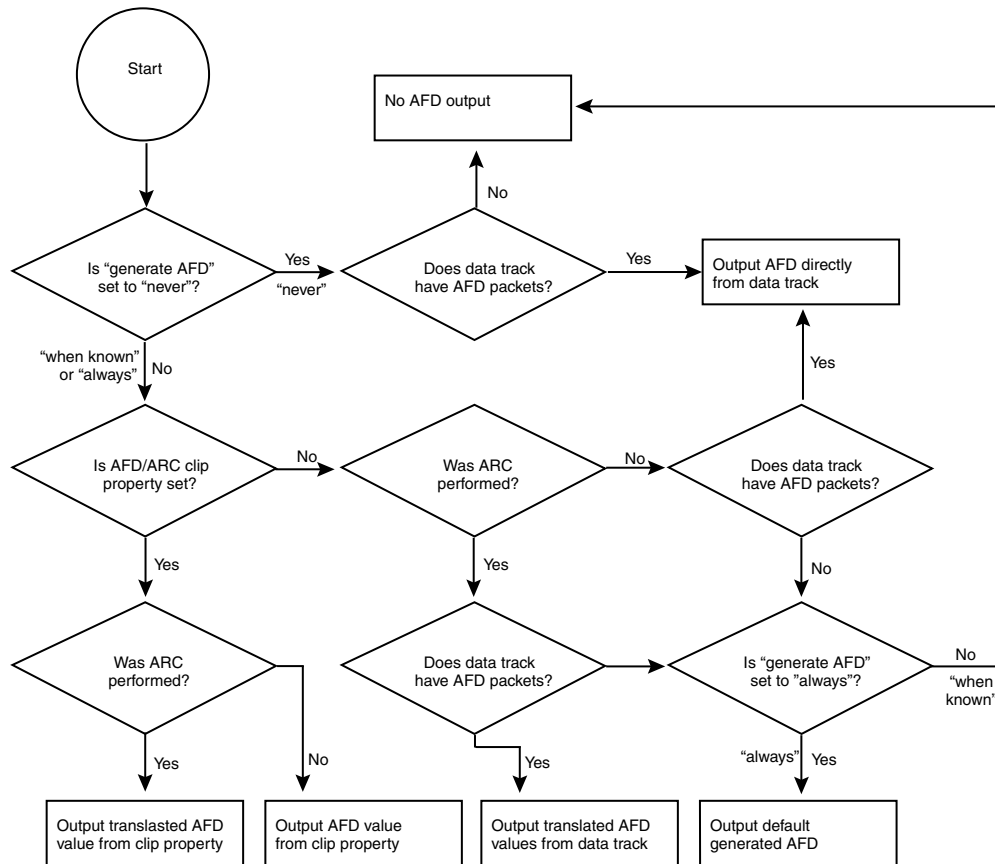 Start
No AFD output
No
Is “generate AFD”
set to “never”?
Yes
“never”
Does data track
have AFD packets?
Yes
Output AFD directly
from data track
“when known”
or “always”
No
Yes
Is AFD/ARC clip
property set?
No
Was ARC
performed?
No
Does data track
have AFD packets?
Yes
Yes
No
Was ARC
performed?
Does data track
have AFD packets?
Is “generate AFD”
set to ”always”?
No
“when
known”
Yes
No
Yes
“always”
Yes
Output translasted AFD
value from clip property
Output AFD value
from clip property
Output translated AFD
values from data track
Output default
generated AFD